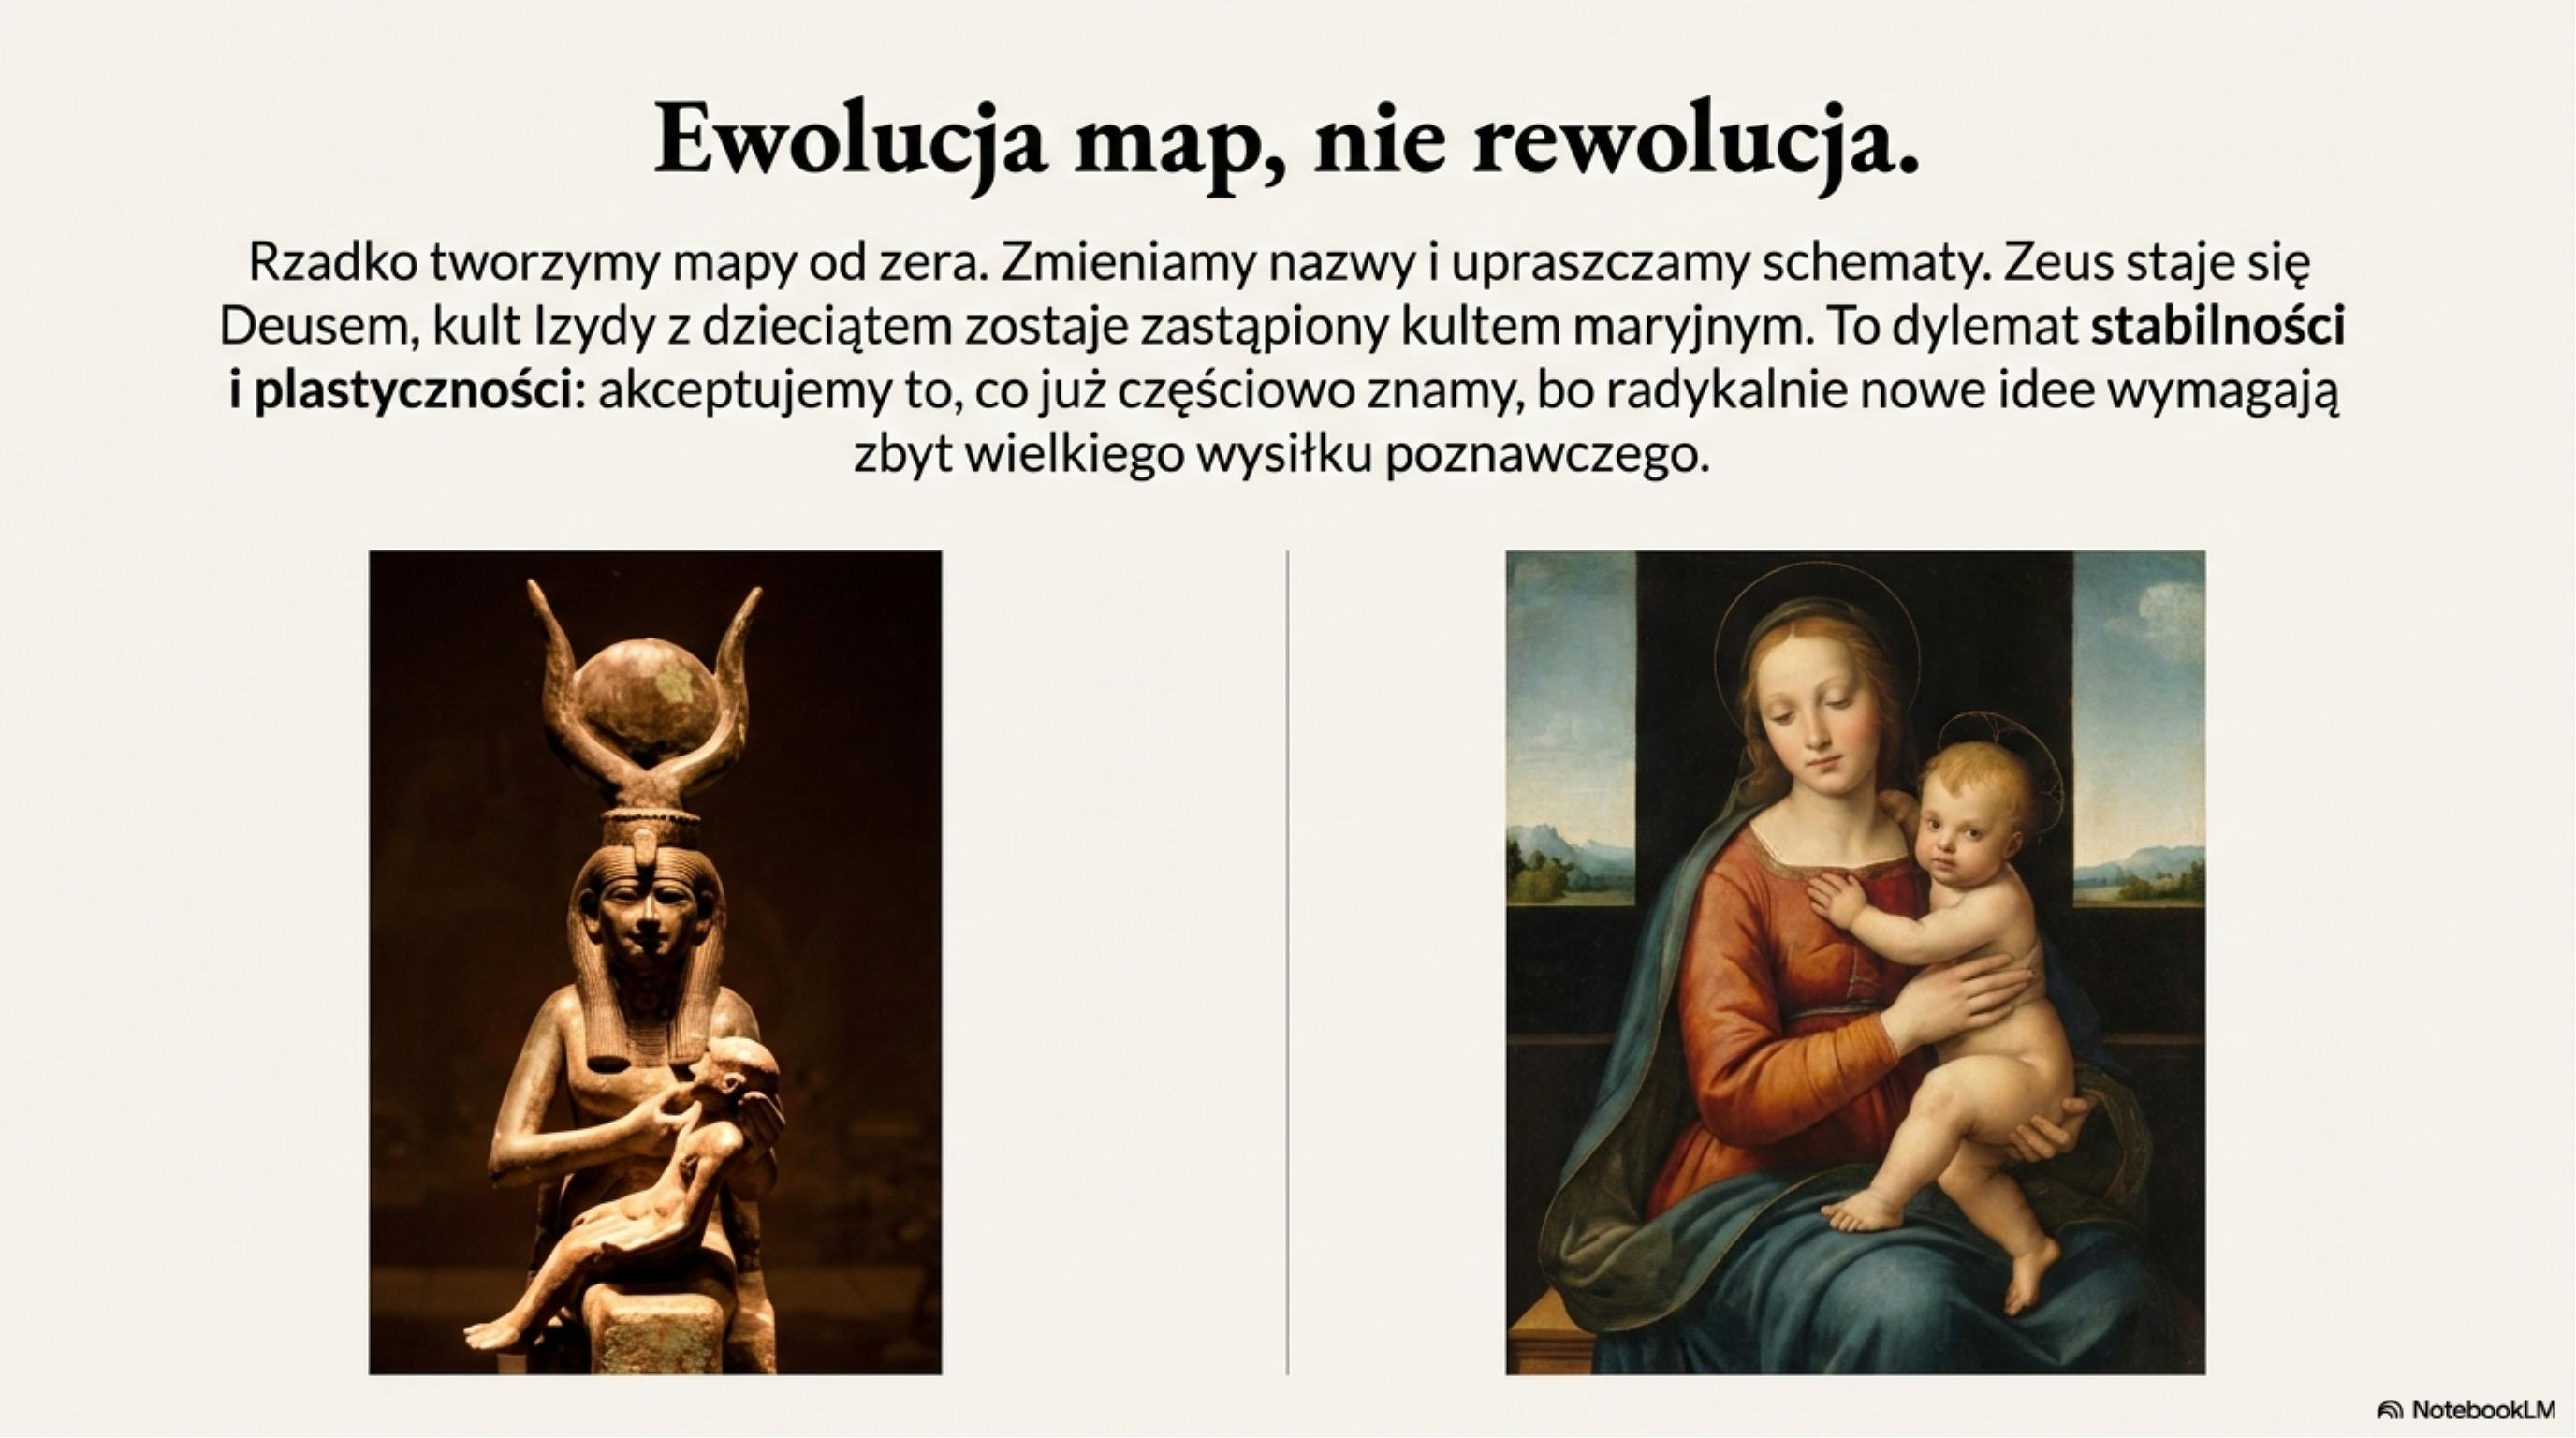 Ewolucja map, nie rewolucja.
Rzadko tworzymy mapy od zera. Zmieniamy nazwy i upraszczamy schematy. Zeus staje się
Deusem, kult Izydy z dzieciątem zostaje zastąpiony kultem maryjnym. To dylemat stabilności
i plastyczności: akceptujemy to, co już częściowo znamy, bo radykalnie nowe idee wymagają
zbyt wielkiego wysiłku poznawczego.
NotebookLM